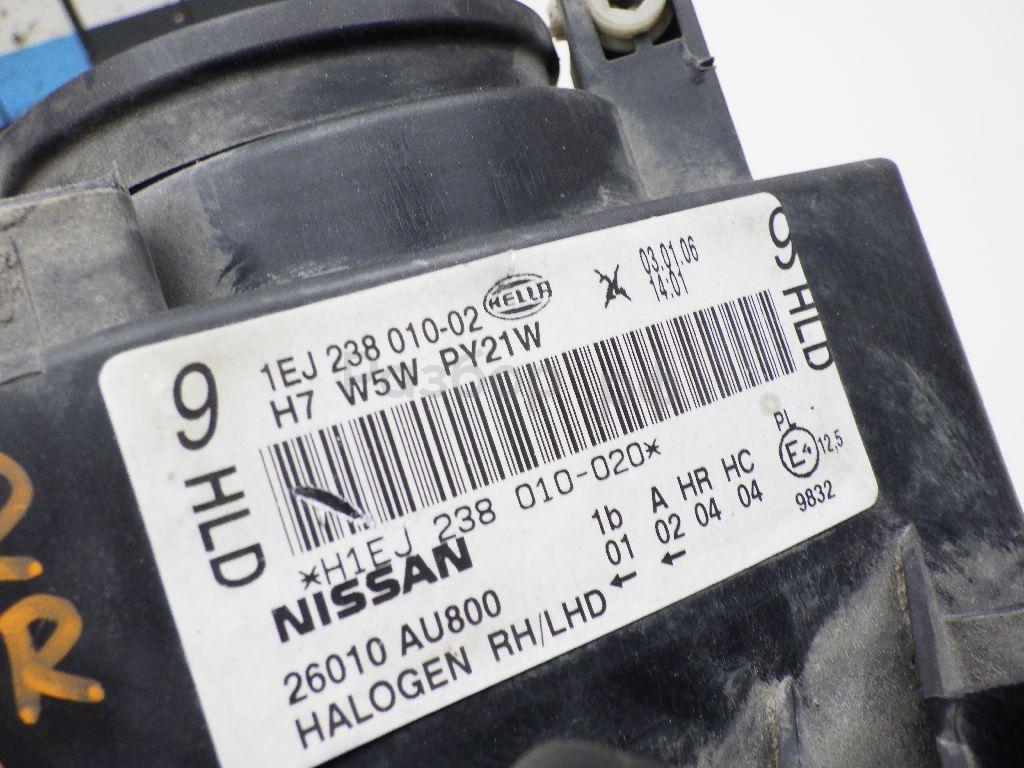 9 HLD
1EJ 238 010-02 HELLA
H7 W5W PY21W
03.01.06
14:01
9 HLD
*H1EJ 238 010-020*
NISSAN
26010 AU800
HALOGEN RH/LHD
1b A HR HC
01 02 04 04
← ←
PL
E4 12,5
9832
R